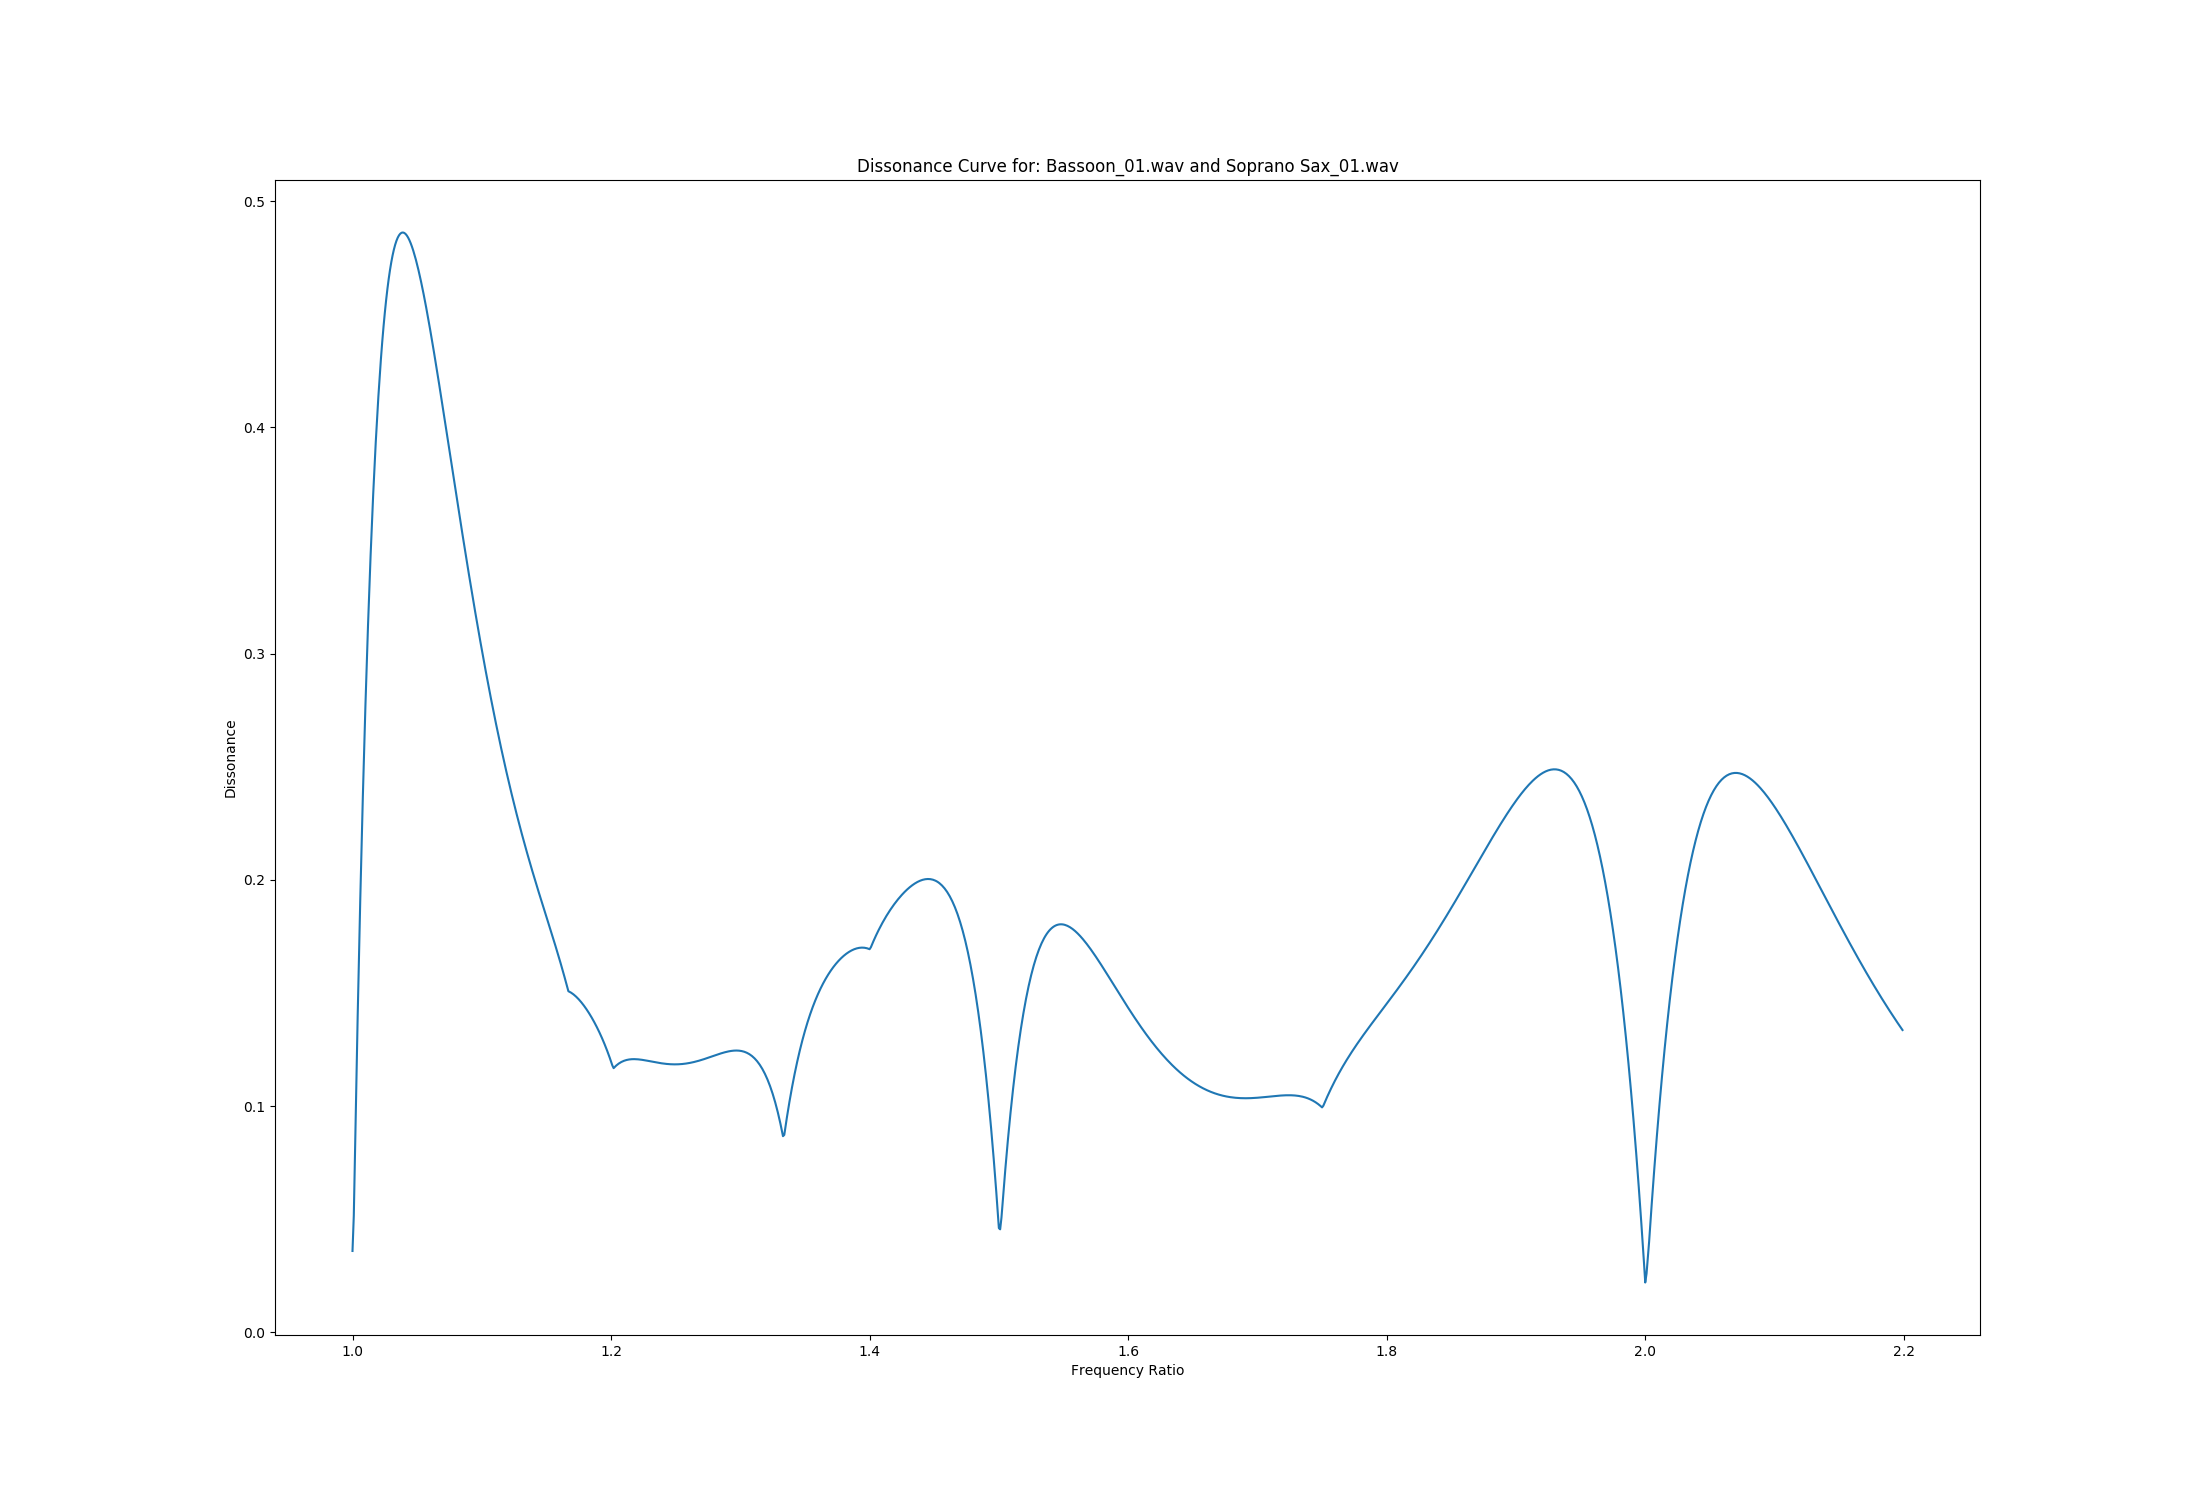 Dissonance Curve for: Bassoon_01.wav and Soprano Sax_01.wav
0.5
0.4
0.3
0.2
0.1
0.0
Dissonance
1.0 1.2 1.4 1.6 1.8 2.0 2.2
Frequency Ratio